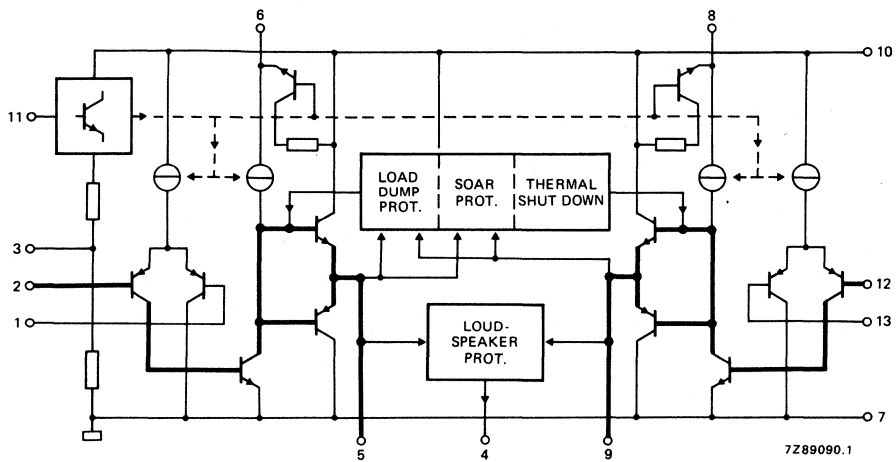 6
8
10
11
LOAD
DUMP
PROT.
SOAR
PROT.
THERMAL
SHUT DOWN
3
2
1
12
13
LOUD-
SPEAKER
PROT.
7
5
4
9
7Z89090.1